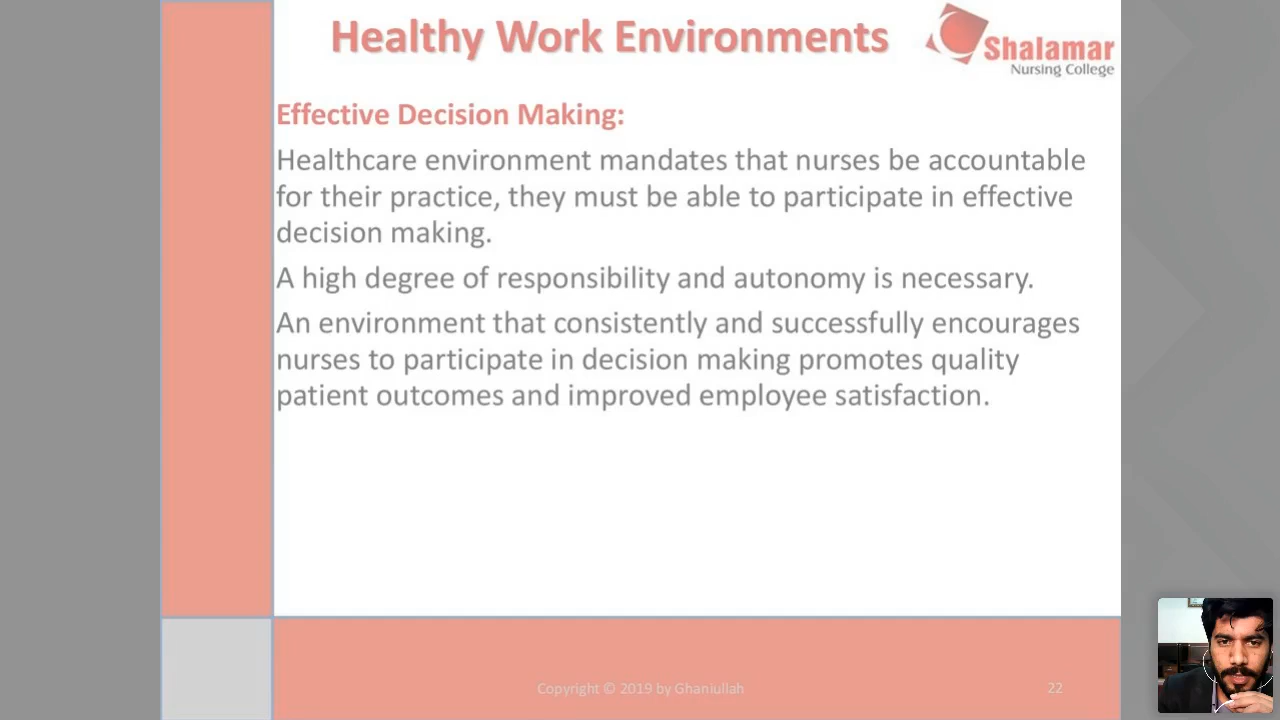 Healthy Work Environments
Shalamar
Nursing College
Effective Decision Making:
Healthcare environment mandates that nurses be accountable
for their practice, they must be able to participate in effective
decision making.
A high degree of responsibility and autonomy is necessary.
An environment that consistently and successfully encourages
nurses to participate in decision making promotes quality
patient outcomes and improved employee satisfaction.
Copyright © 2019 by Ghaniullah
22